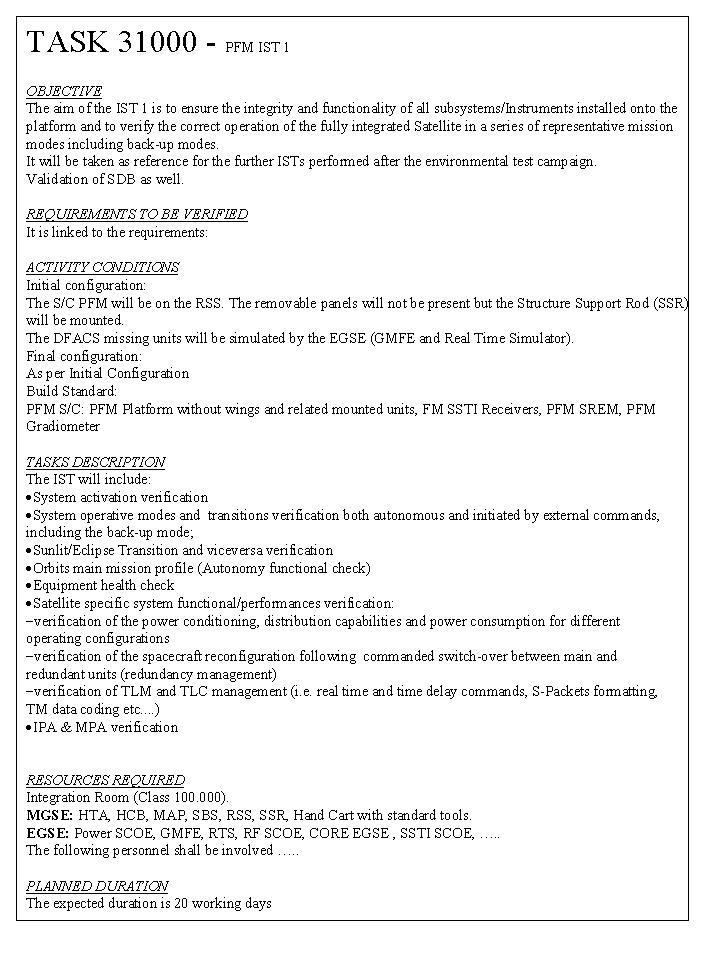 TASK 31000 - PFM IST 1
OBJECTIVE
The aim of the IST 1 is to ensure the integrity and functionality of all subsystems/Instruments installed onto the
platform and to verify the correct operation of the fully integrated Satellite in a series of representative mission
modes including back-up modes.
It will be taken as reference for the further ISTs performed after the environmental test campaign.
Validation of SDB as well.
REQUIREMENTS TO BE VERIFIED
It is linked to the requirements:
ACTIVITY CONDITIONS
Initial configuration:
The S/C PFM will be on the RSS. The removable panels will not be present but the Structure Support Rod (SSR)
will be mounted.
The DFACS missing units will be simulated by the EGSE (GMFE and Real Time Simulator).
Final configuration:
As per Initial Configuration
Build Standard:
PFM S/C: PFM Platform without wings and related mounted units, FM SSTI Receivers, PFM SREM, PFM
Gradiometer
TASKS DESCRIPTION
The IST will include:
•System activation verification
•System operative modes and  transitions verification both autonomous and initiated by external commands,
including the back-up mode;
•Sunlit/Eclipse Transition and viceversa verification
•Orbits main mission profile (Autonomy functional check)
•Equipment health check
•Satellite specific system functional/performances verification:
–verification of the power conditioning, distribution capabilities and power consumption for different
operating configurations
–verification of the spacecraft reconfiguration following  commanded switch-over between main and
redundant units (redundancy management)
–verification of TLM and TLC management (i.e. real time and time delay commands, S-Packets formatting,
TM data coding etc....)
•IPA & MPA verification
RESOURCES REQUIRED
Integration Room (Class 100.000).
MGSE: HTA, HCB, MAP, SBS, RSS, SSR, Hand Cart with standard tools.
EGSE: Power SCOE, GMFE, RTS, RF SCOE, CORE EGSE , SSTI SCOE, …..
The following personnel shall be involved …..
PLANNED DURATION
The expected duration is 20 working days